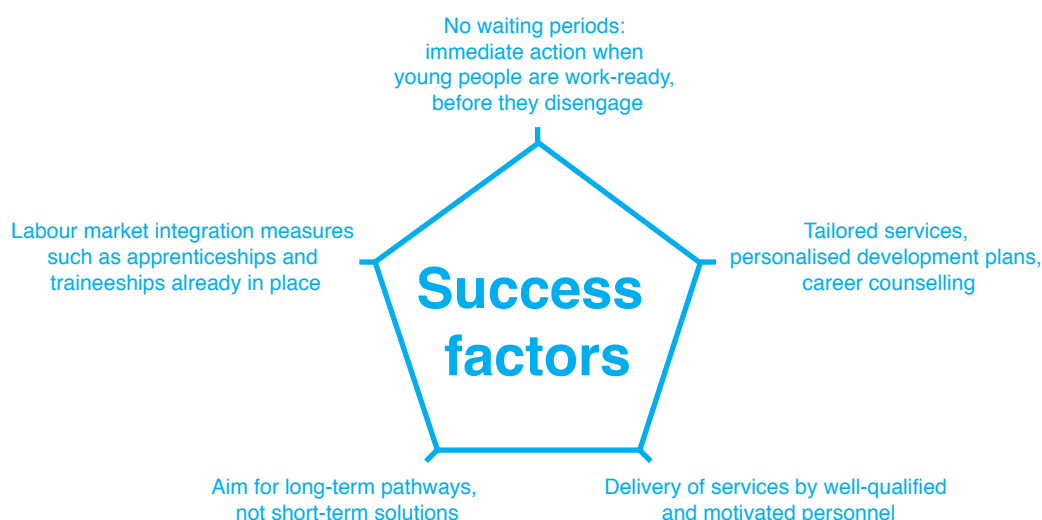 No waiting periods:
immediate action when
young people are work-ready,
before they disengage
Labour market integration measures
such as apprenticeships and
traineeships already in place
Tailored services,
personalised development plans,
career counselling
Success
factors
Aim for long-term pathways,
not short-term solutions
Delivery of services by well-qualified
and motivated personnel